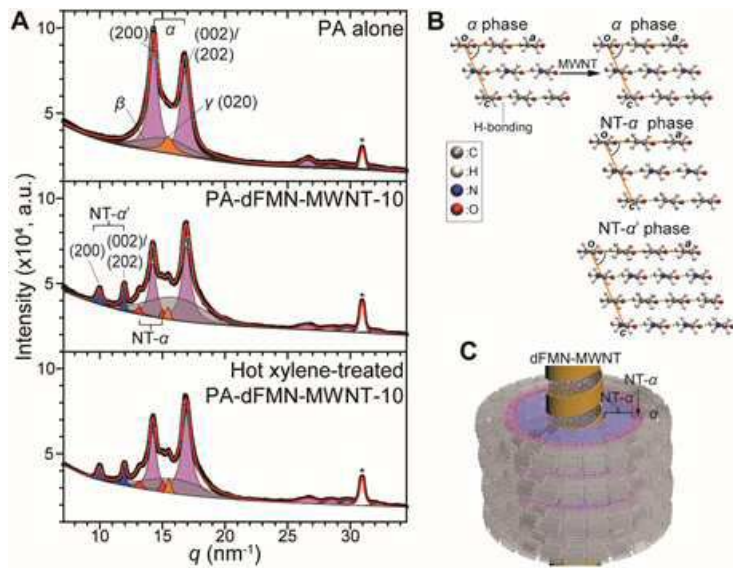 A
PA alone
α
(200)
(002)/
(202)
β
γ (020)
*
10
5
PA-dFMN-MWNT-10
NT-α'
(200)
(002)/
(202)
NT-α
*
10
5
Hot xylene-treated
PA-dFMN-MWNT-10
*
10
5
Intensity (x10⁴, a.u.)
10 15 20 25 30
q (nm⁻¹)
B
α phase
α phase
o a
MWNT
o a
c
c
H-bonding
:C
:H
:N
:O
NT-α phase
o a
c
NT-α' phase
o a
c
C
dFMN-MWNT
NT-α
NT-α'
α